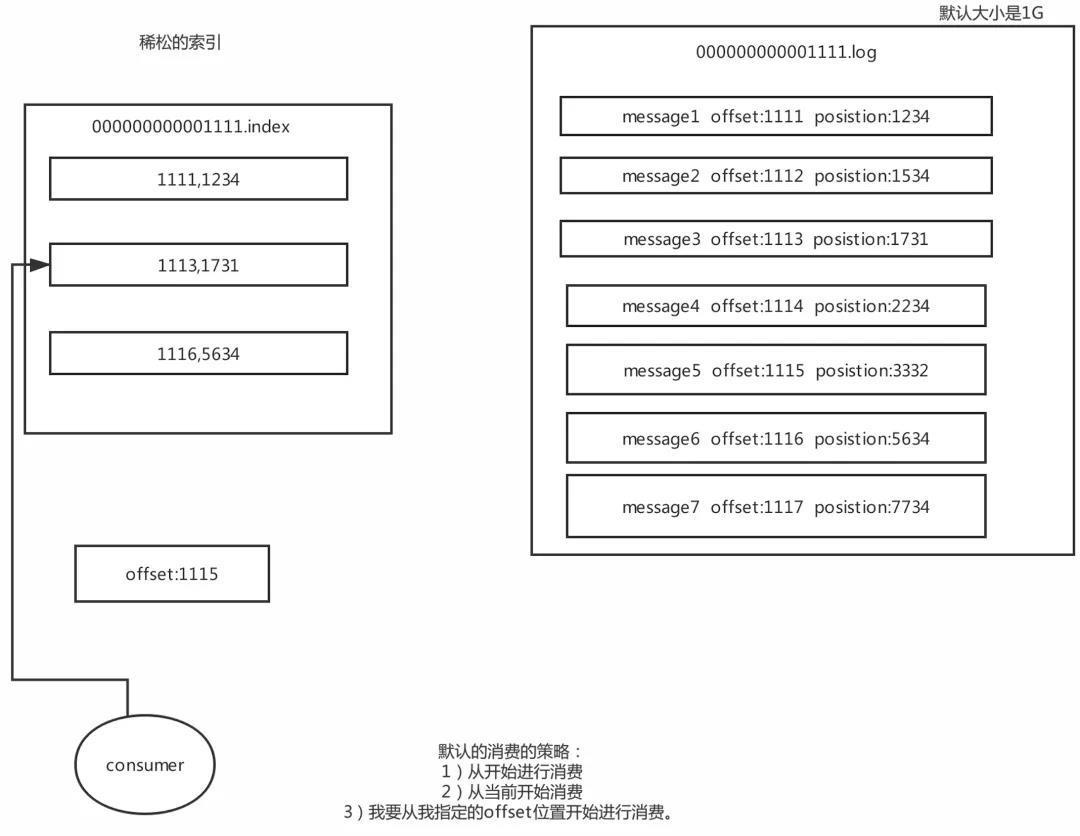 默认大小是1G
稀松的索引
000000000001111.index
1111,1234
1113,1731
1116,5634
000000000001111.log
message1 offset:1111 posistion:1234
message2 offset:1112 posistion:1534
message3 offset:1113 posistion:1731
message4 offset:1114 posistion:2234
message5 offset:1115 posistion:3332
message6 offset:1116 posistion:5634
message7 offset:1117 posistion:7734
offset:1115
consumer
默认的消费的策略：
1）从开始进行消费
2）从当前开始消费
3）我要从我指定的offset位置开始进行消费。